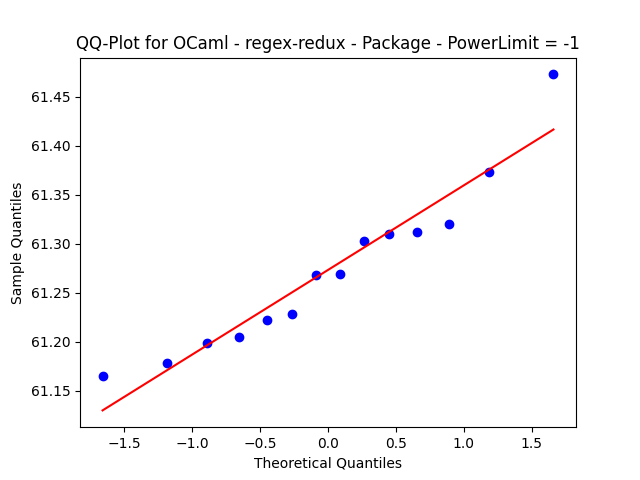 QQ-Plot for OCaml - regex-redux - Package - PowerLimit = -1
61.45
61.40
61.35
61.30
61.25
61.20
61.15
Sample Quantiles
−1.5 −1.0 −0.5 0.0 0.5 1.0 1.5
Theoretical Quantiles